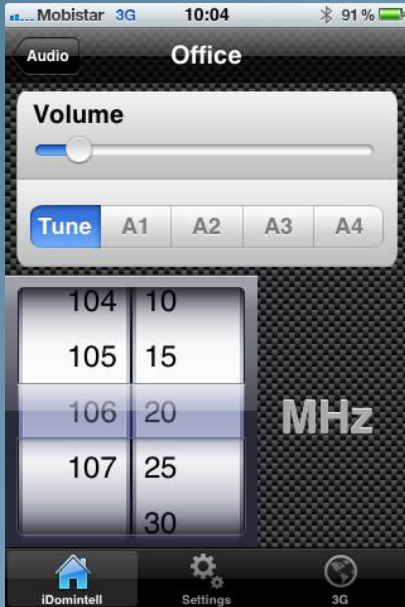 Mobistar 3G 10:04 91 %
Audio Office
Volume
Tune A1 A2 A3 A4
104 10
105 15
106 20 MHz
107 25
30
iDomintell Settings 3G